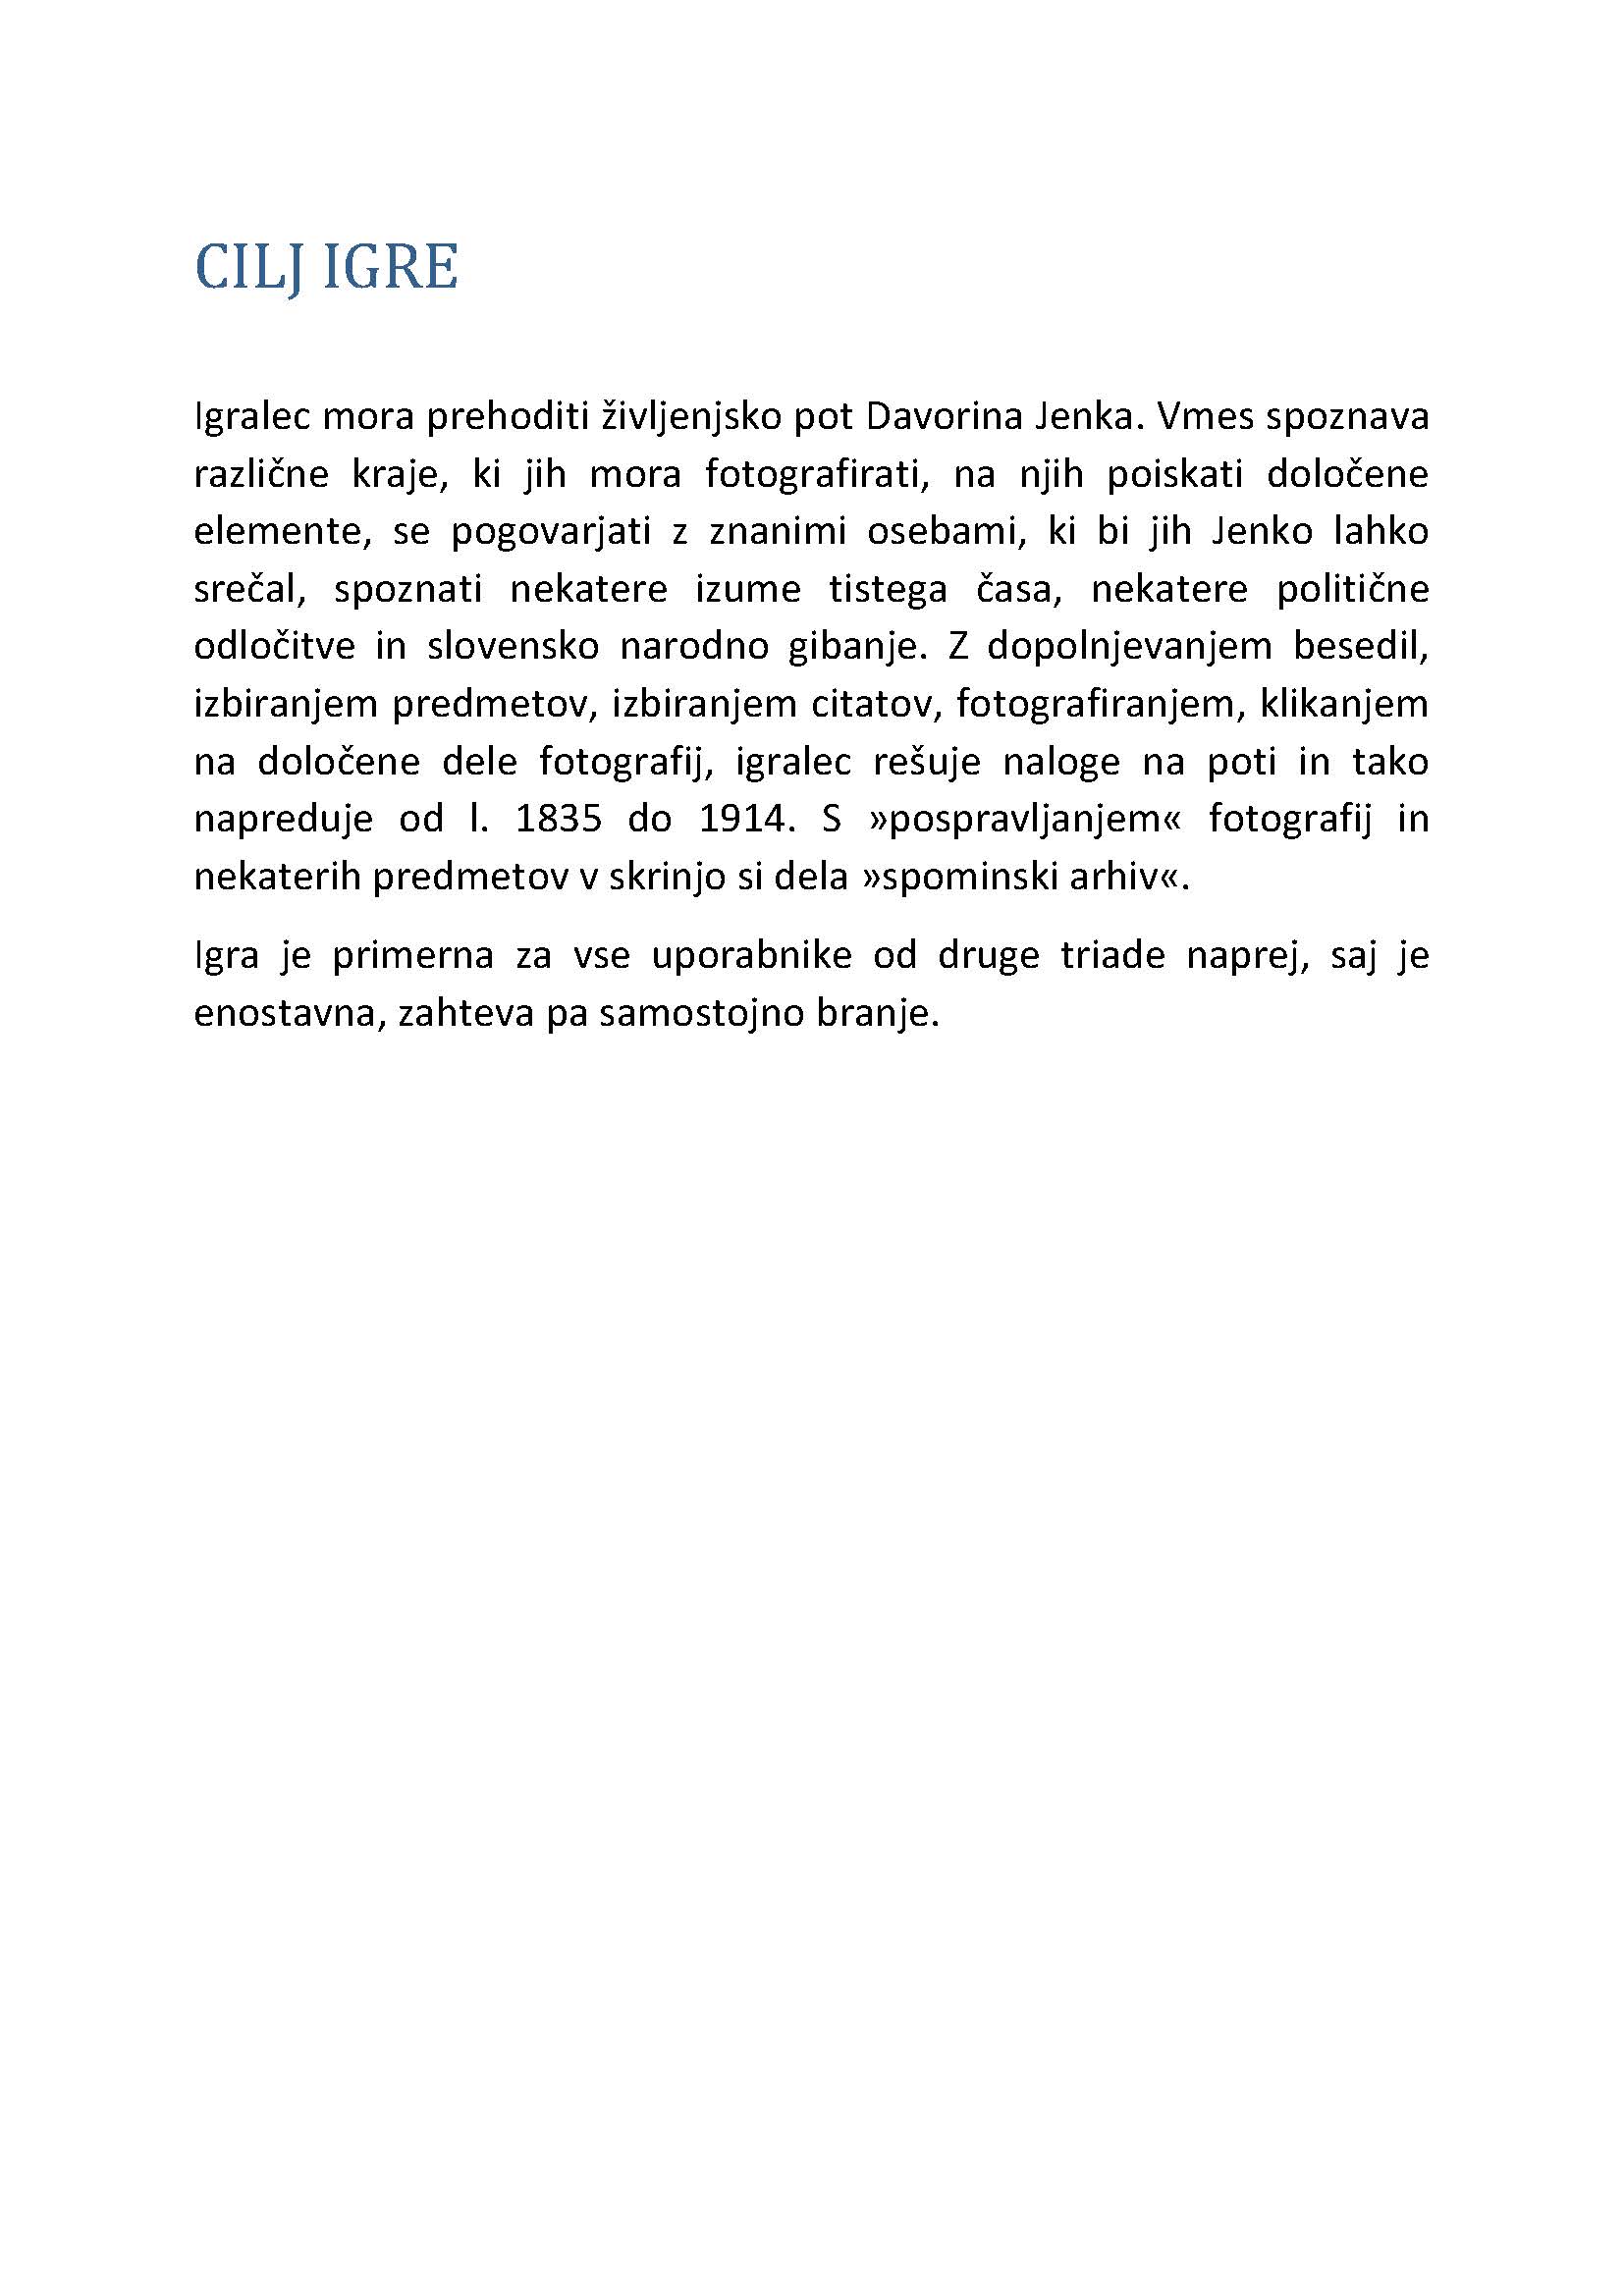 CILJ IGRE
Igralec mora prehoditi življenjsko pot Davorina Jenka. Vmes spoznava
različne kraje, ki jih mora fotografirati, na njih poiskati določene
elemente, se pogovarjati z znanimi osebami, ki bi jih Jenko lahko
srečal, spoznati nekatere izume tistega časa, nekatere politične
odločitve in slovensko narodno gibanje. Z dopolnjevanjem besedil,
izbiranjem predmetov, izbiranjem citatov, fotografiranjem, klikanjem
na določene dele fotografij, igralec rešuje naloge na poti in tako
napreduje od l. 1835 do 1914. S »pospravljanjem« fotografij in
nekaterih predmetov v skrinjo si dela »spominski arhiv«.
Igra je primerna za vse uporabnike od druge triade naprej, saj je
enostavna, zahteva pa samostojno branje.